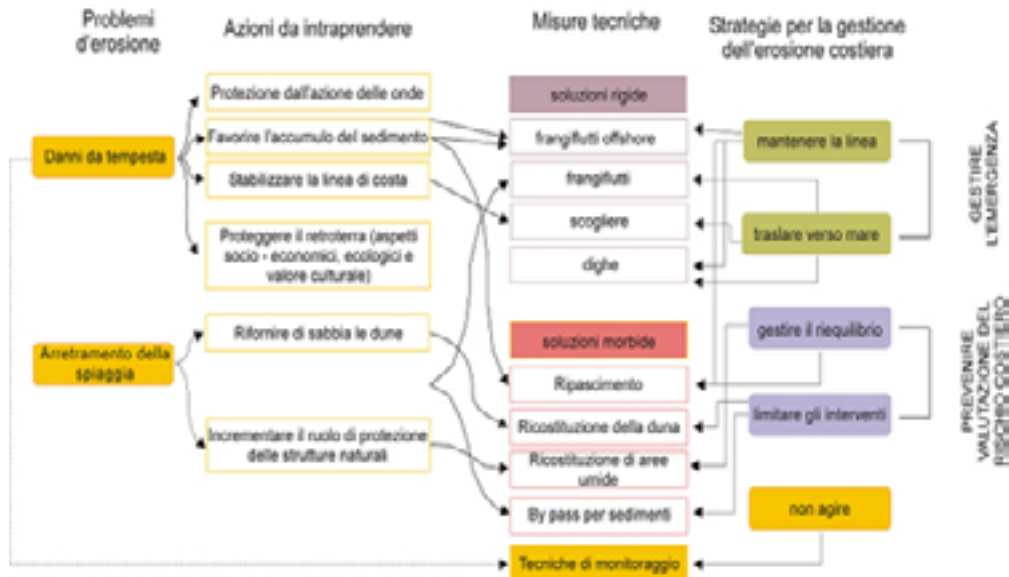 Problemi
d'erosione
Azioni da intraprendere
Misure tecniche
Strategie per la gestione
dell'erosione costiera
Danni da tempesta
Arretramento della
spiaggia
Protezione dall'azione delle onde
Favorire l'accumulo del sedimento
Stabilizzare la linea di costa
Proteggere il retroterra (aspetti
socio - economici, ecologici e
valore culturale)
Rifornire di sabbia le dune
Incrementare il ruolo di protezione
delle strutture naturali
soluzioni rigide
frangiflutti offshore
frangiflutti
scogliere
dighe
soluzioni morbide
Ripascimento
Ricostituzione della duna
Ricostituzione di aree
umide
By pass per sedimenti
Tecniche di monitoraggio
mantenere la linea
traslare verso mare
gestire il riequilibrio
limitare gli interventi
non agire
GESTIRE
L'EMERGENZA
PREVENIRE
VALUTAZIONE DEL
RISCHIO COSTIERO